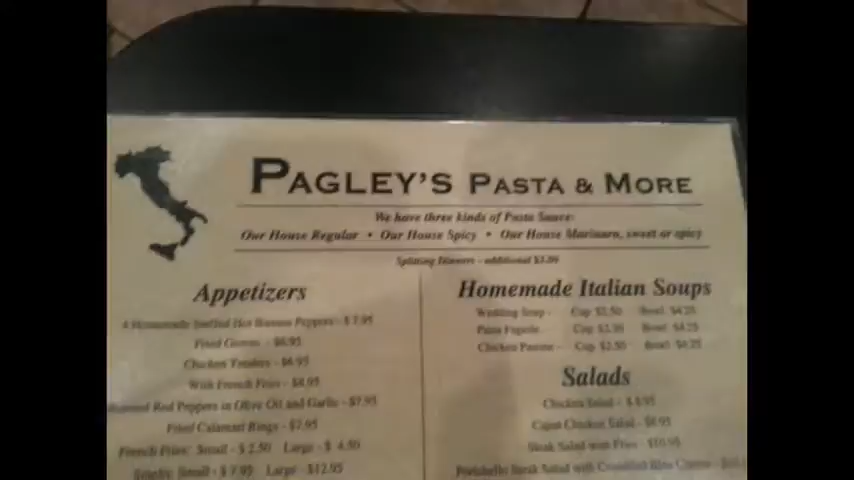 PAGLEY'S PASTA & MORE
We have three kinds of Pasta Sauce:
Our House Regular • Our House Spicy • Our House Marinara, sweet or spicy
Splitting Dinners - additional
Appetizers
4 Homemade Stuffed Hot Banana Peppers - $7.95
Fried - $6.95
Chicken Tenders - $6.95
With French Fries - $8.95
Roasted Red Peppers in Olive Oil and Garlic - $7.95
Fried Calamari Rings - $7.95
French Fries: Small - $2.50 Large - $ 4.50
Small - $7.95 Large - $12.95
Homemade Italian Soups
Wedding Soup - Cup $2.50 Bowl $4.25
Pasta Fagiole - Cup $2.50 Bowl $4.25
Chicken Pastina - Cup $2.50 Bowl $4.25
Salads
Chicken Salad - $8.95
Cajun Chicken Salad - $8.95
Steak Salad with Fries - $10.95
Portobello Steak Salad with Crumbled Bleu Cheese